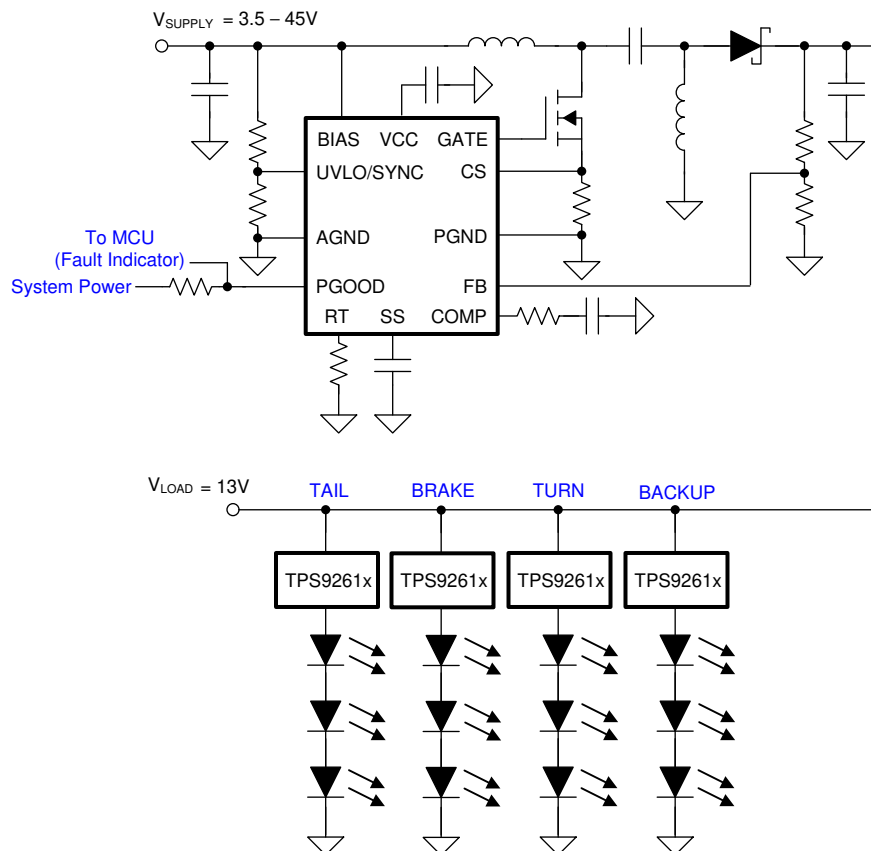 VSUPPLY = 3.5 – 45V
BIAS VCC GATE
UVLO/SYNC CS
AGND PGND
To MCU
(Fault Indicator)
System Power
PGOOD FB
RT SS COMP
VLOAD = 13V
TAIL BRAKE TURN BACKUP
TPS9261x TPS9261x TPS9261x TPS9261x